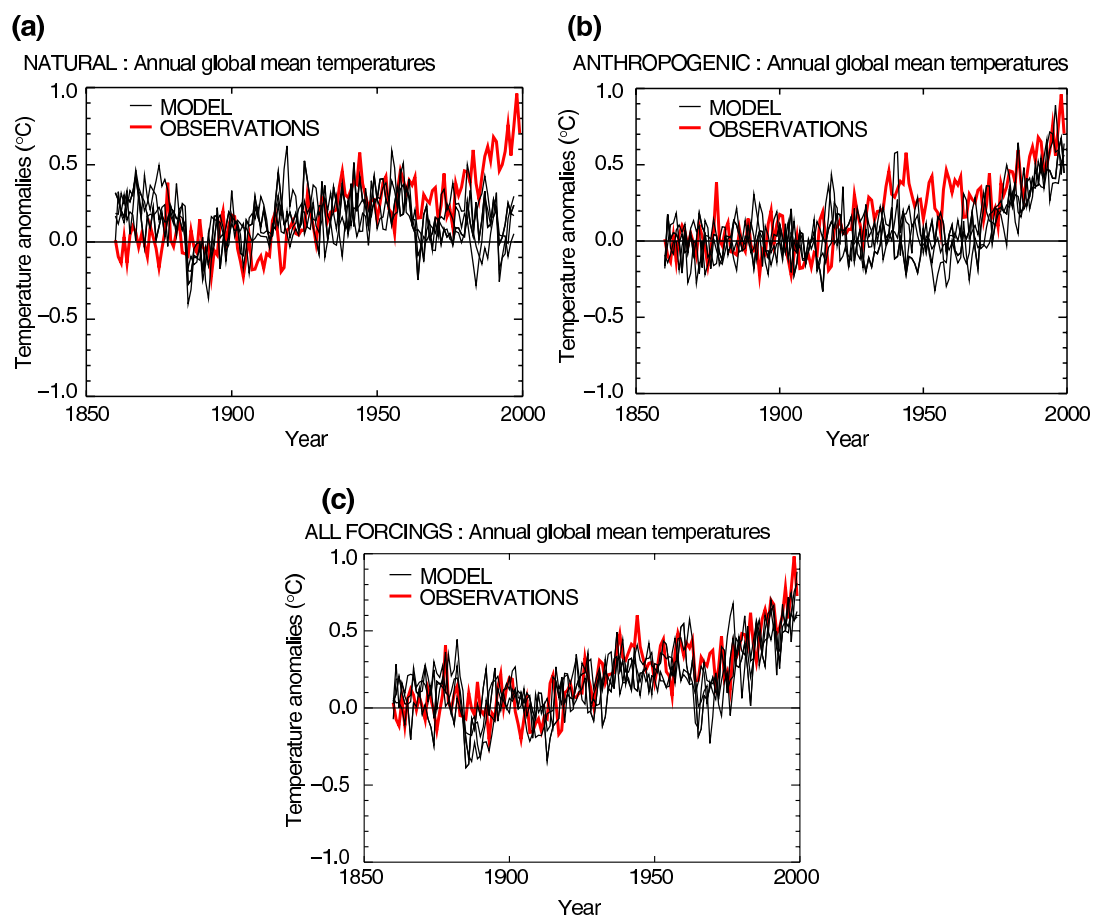 (a)
NATURAL : Annual global mean temperatures
MODEL
OBSERVATIONS
Temperature anomalies (°C)
1.0
0.5
0.0
−0.5
−1.0
1850 1900 1950 2000
Year
(b)
ANTHROPOGENIC : Annual global mean temperatures
MODEL
OBSERVATIONS
Temperature anomalies (°C)
1.0
0.5
0.0
−0.5
−1.0
1850 1900 1950 2000
Year
(c)
ALL FORCINGS : Annual global mean temperatures
MODEL
OBSERVATIONS
Temperature anomalies (°C)
1.0
0.5
0.0
−0.5
−1.0
1850 1900 1950 2000
Year